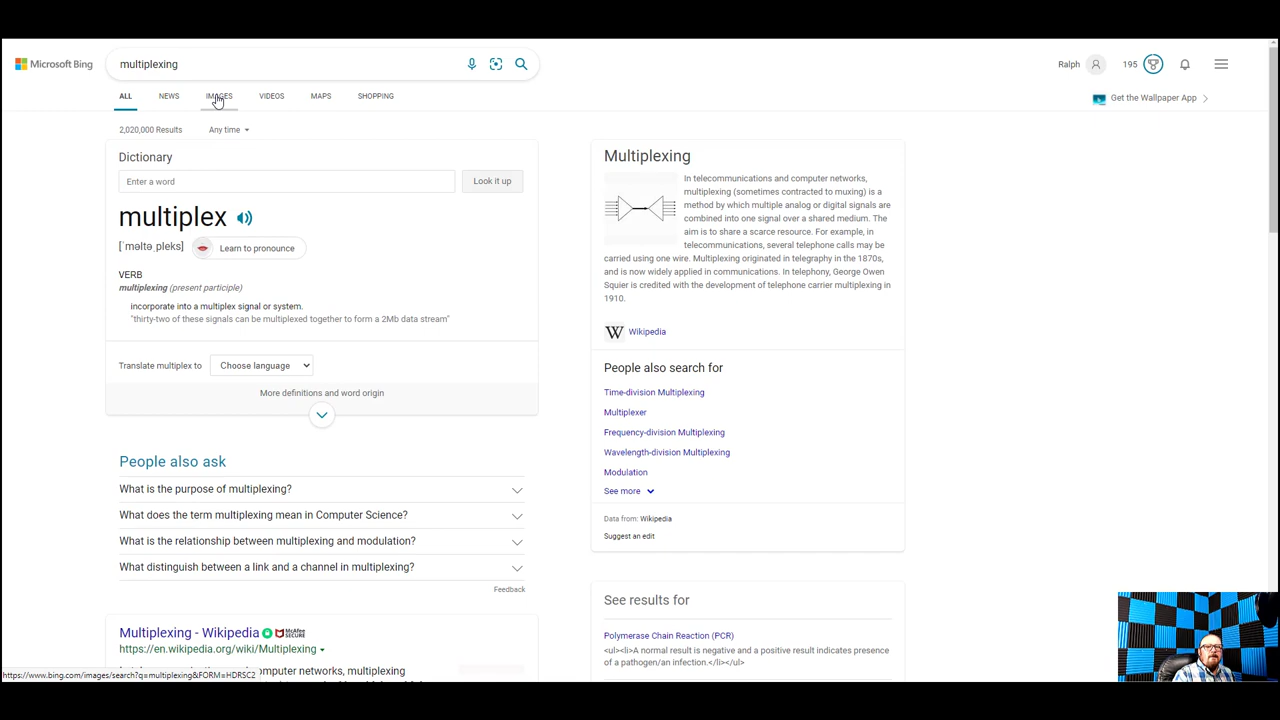 Microsoft Bing
multiplexing
Ralph
195
ALL
NEWS
IMAGES
VIDEOS
MAPS
SHOPPING
Get the Wallpaper App
2,020,000 Results
Any time
Dictionary
Enter a word
Look it up
multiplex
[ˈməltəˌpleks]
Learn to pronounce
VERB
multiplexing (present participle)
incorporate into a multiplex signal or system.
"thirty-two of these signals can be multiplexed together to form a 2Mb data stream"
Translate multiplex to
Choose language
More definitions and word origin
People also ask
What is the purpose of multiplexing?
What does the term multiplexing mean in Computer Science?
What is the relationship between multiplexing and modulation?
What distinguish between a link and a channel in multiplexing?
Feedback
Multiplexing - Wikipedia
McAfee
SECURE
https://en.wikipedia.org/wiki/Multiplexing
computer networks, multiplexing
https://www.bing.com/images/search?q=multiplexing&FORM=HDRSC2
Multiplexing
In telecommunications and computer networks,
multiplexing (sometimes contracted to muxing) is a
method by which multiple analog or digital signals are
combined into one signal over a shared medium. The
aim is to share a scarce resource. For example, in
telecommunications, several telephone calls may be
carried using one wire. Multiplexing originated in telegraphy in the 1870s,
and is now widely applied in communications. In telephony, George Owen
Squier is credited with the development of telephone carrier multiplexing in
1910.
W
Wikipedia
People also search for
Time-division Multiplexing
Multiplexer
Frequency-division Multiplexing
Wavelength-division Multiplexing
Modulation
See more
Data from: Wikipedia
Suggest an edit
See results for
Polymerase Chain Reaction (PCR)
<ul><li>A normal result is negative and a positive result indicates presence
of a pathogen/an infection.</li></ul>